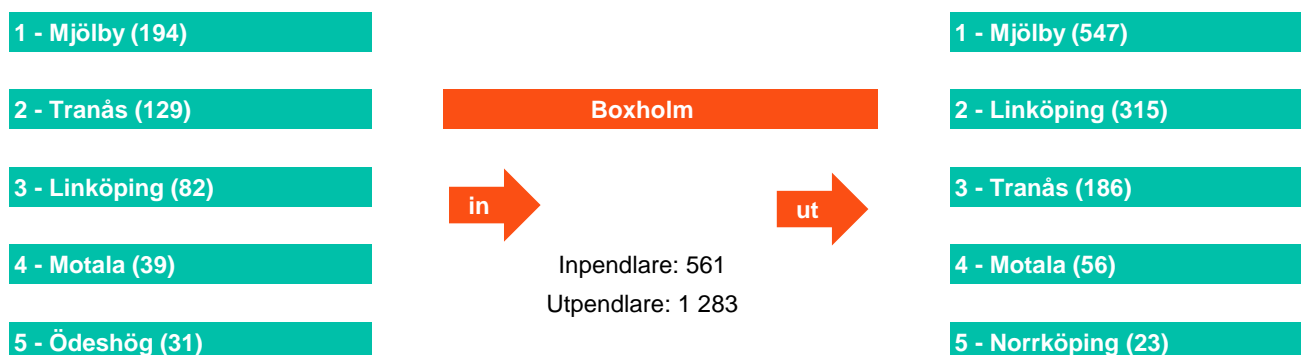 1 - Mjölby (194)
2 - Tranås (129)
3 - Linköping (82)
4 - Motala (39)
5 - Ödeshög (31)
Boxholm
in
ut
Inpendlare: 561
Utpendlare: 1 283
1 - Mjölby (547)
2 - Linköping (315)
3 - Tranås (186)
4 - Motala (56)
5 - Norrköping (23)